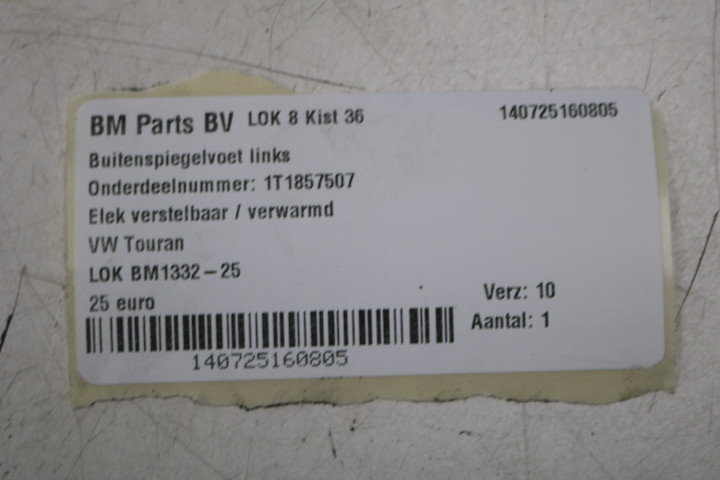 BM Parts BV LOK 8 Kist 36 140725160805
Buitenspiegelvoet links
Onderdeelnummer: 1T1857507
Elek verstelbaar / verwarmd
VW Touran
LOK BM1332-25
25 euro Verz: 10
Aantal: 1
140725160805